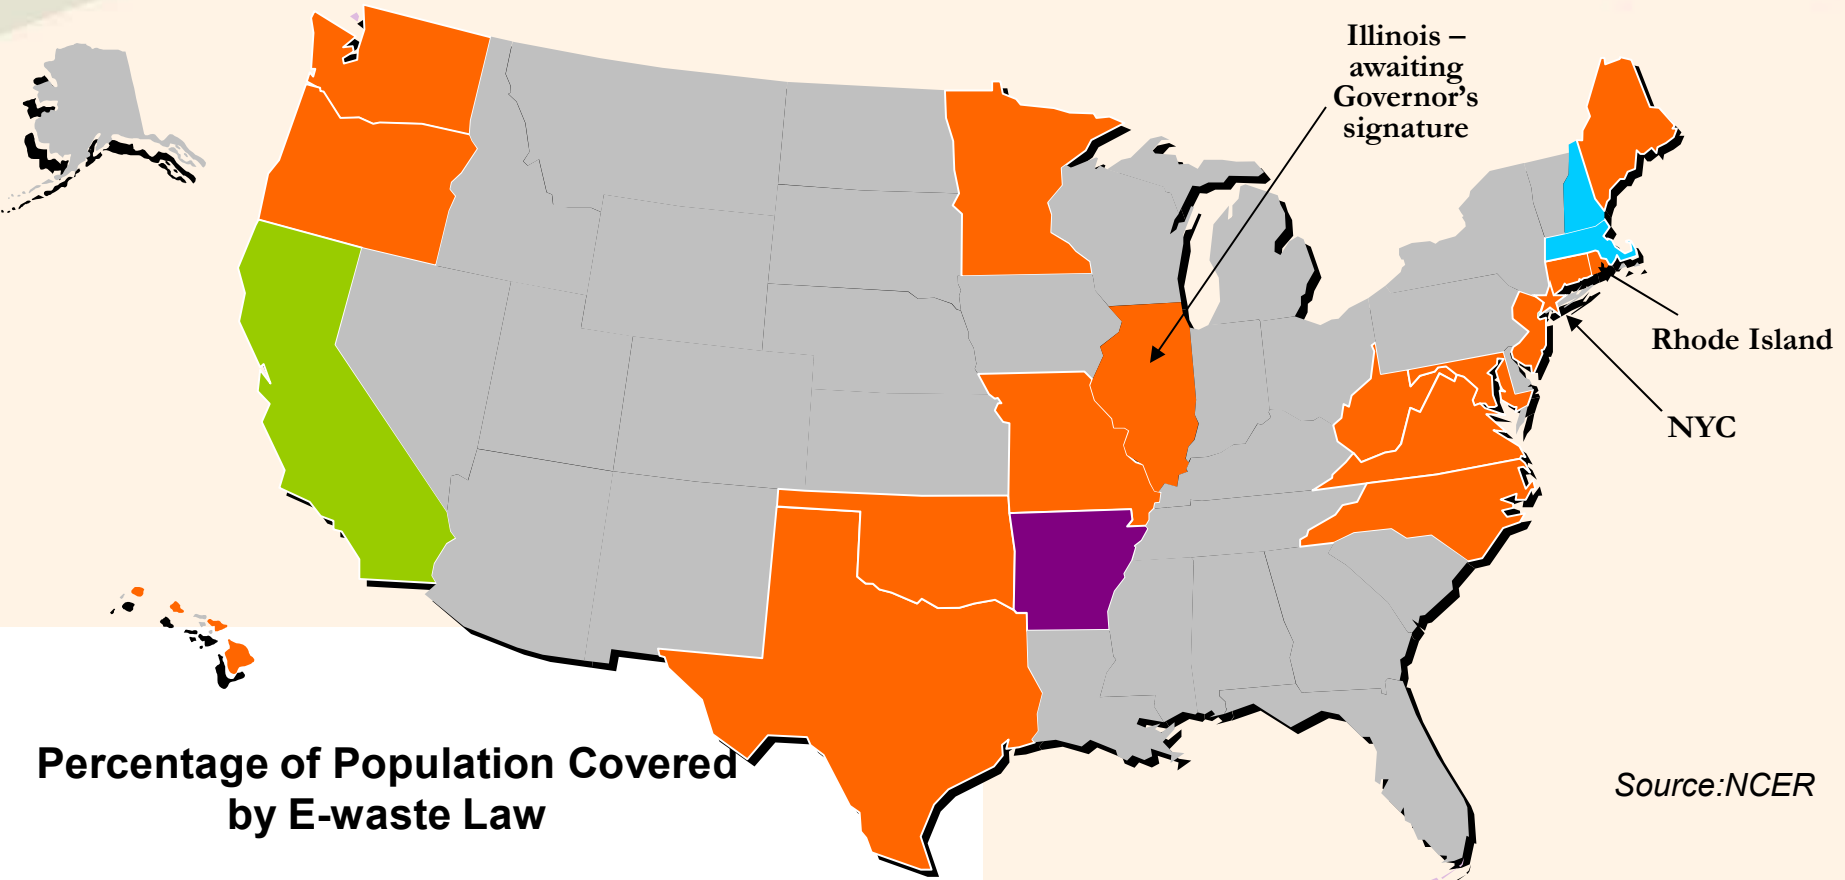 Illinois –
awaiting
Governor's
signature
Rhode Island
NYC
Percentage of Population Covered
by E-waste Law
Source:NCER